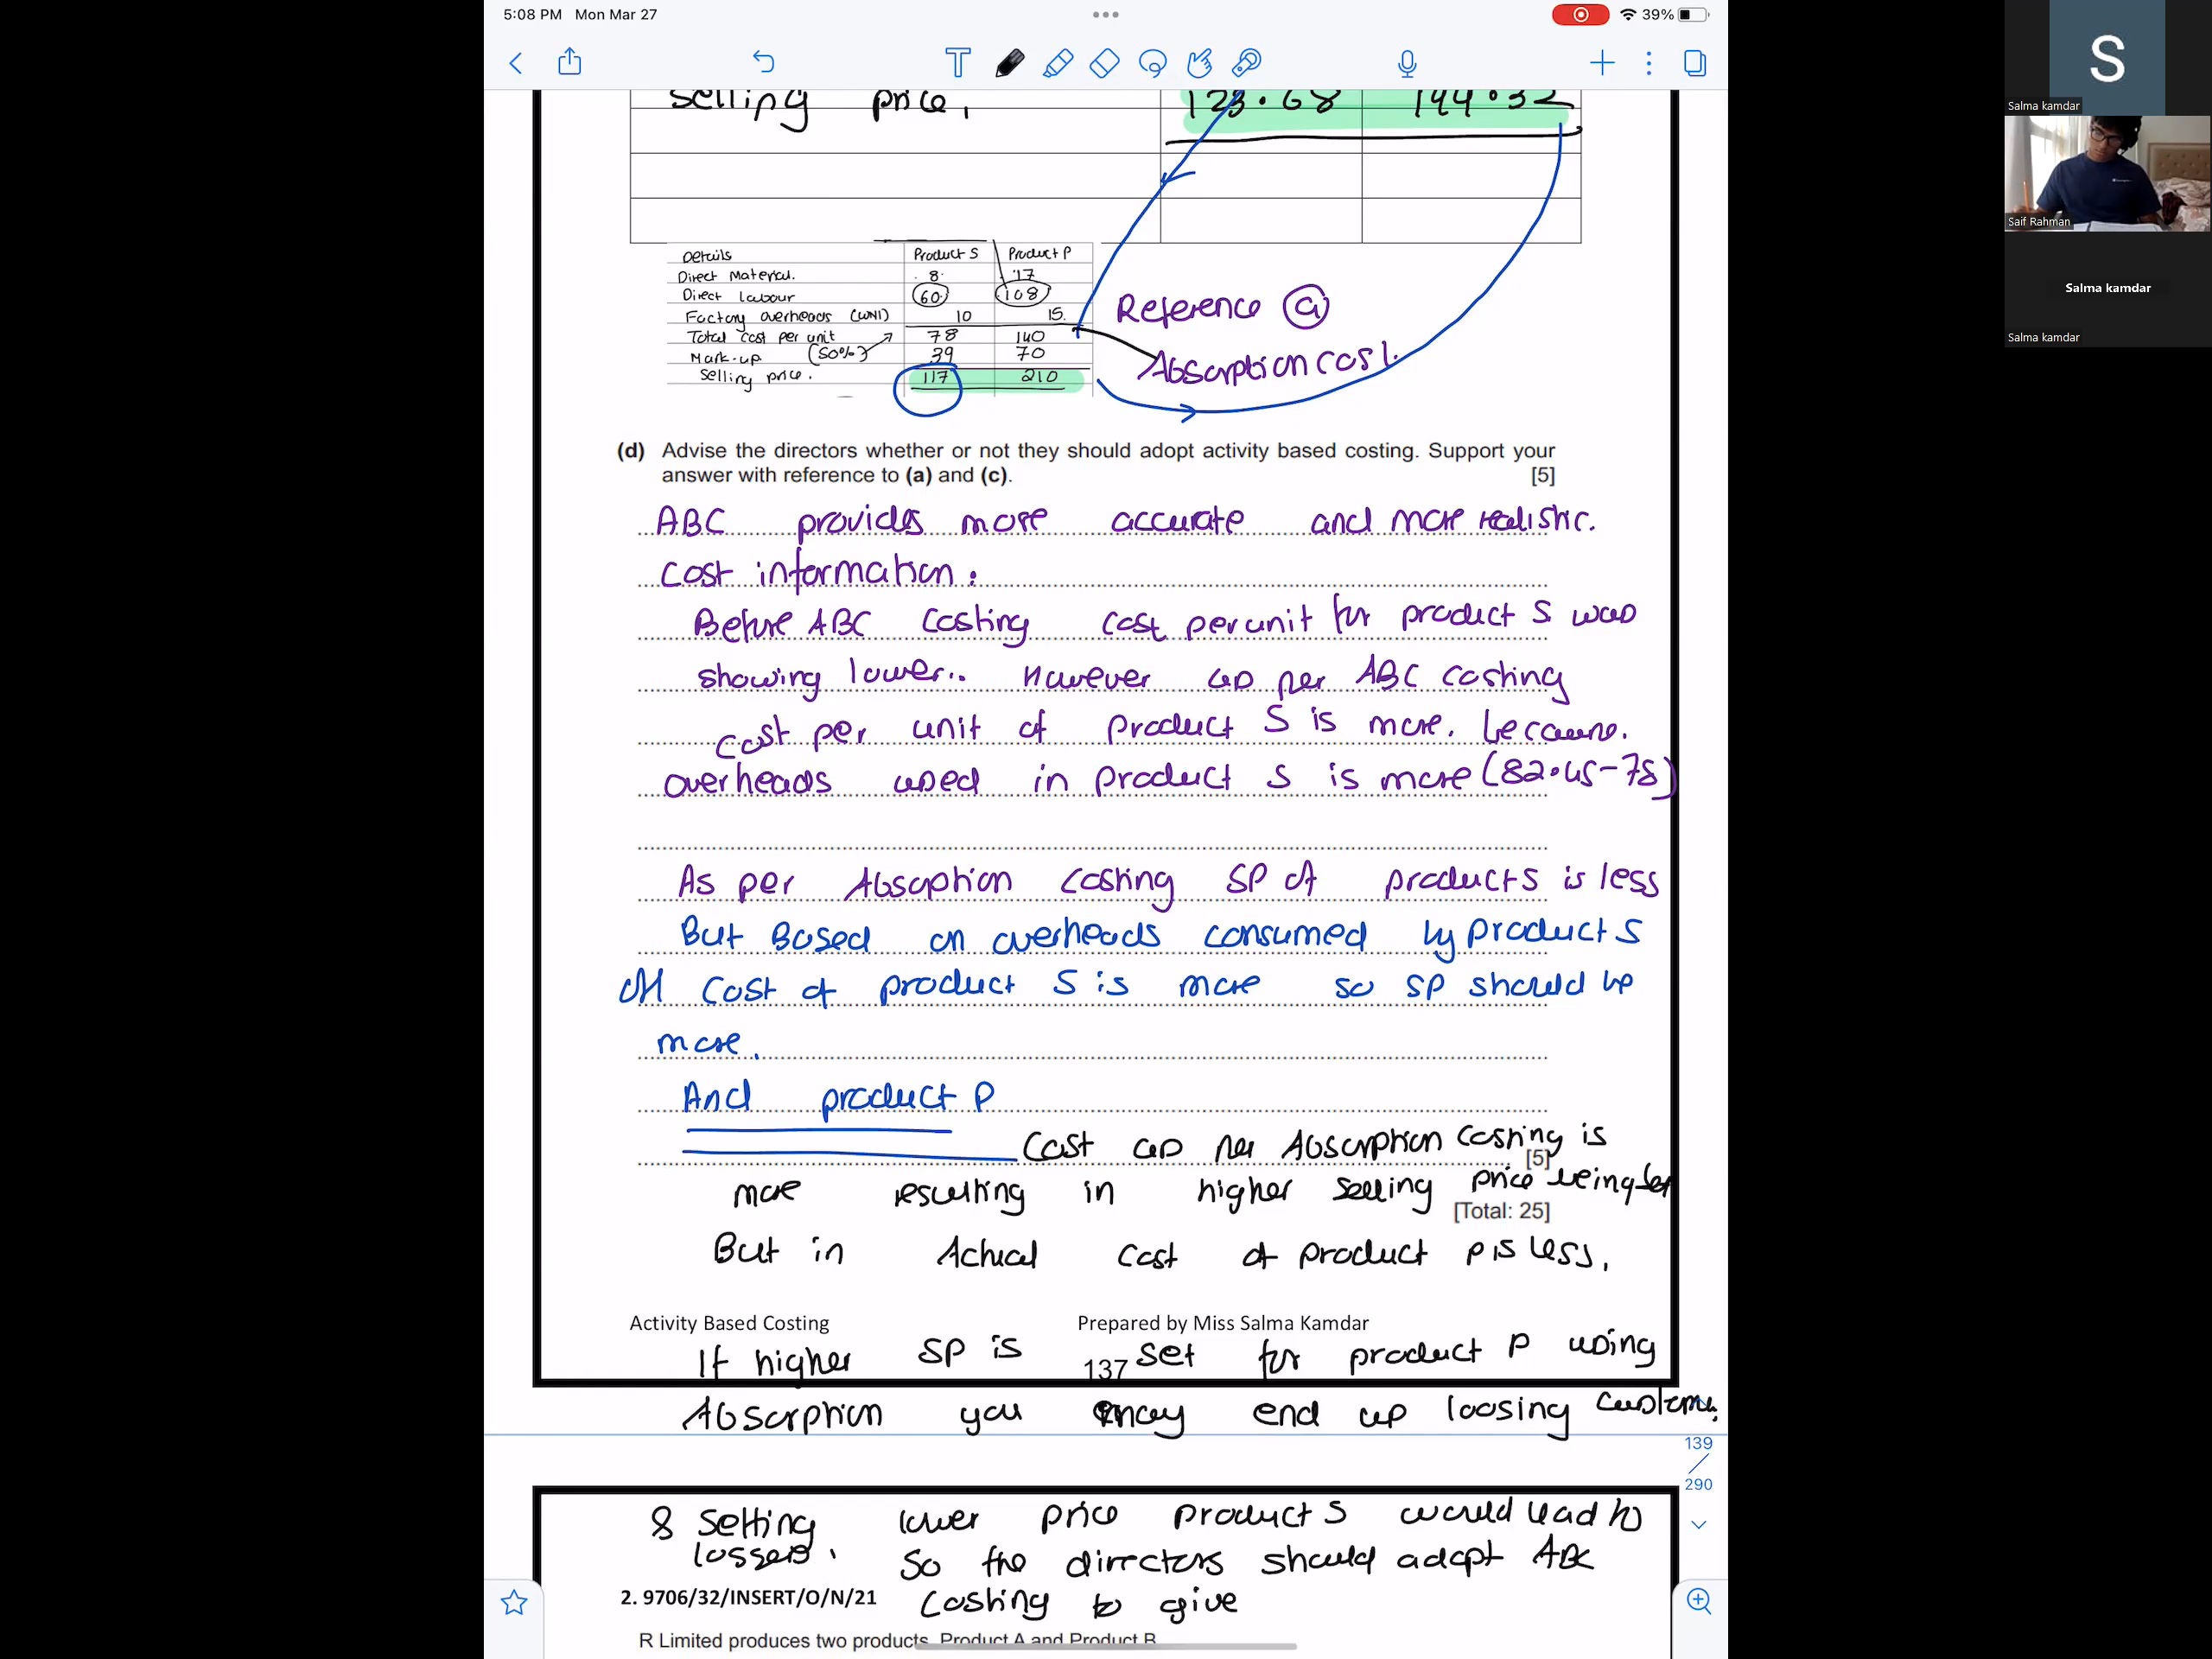 5:08 PM Mon Mar 27
39%
S
Salma kamdar
Saif Rahman
Salma kamdar
Salma kamdar
selling price. 123.68 194.32
Details Product S Product P
Direct Material. 8 17
Direct labour 60 108
Factory overheads (WN1) 10 15
Total cost per unit 78 140
Mark-up (50%) 39 70
Selling price. 117 210
Reference a
Absorption cost.
(d) Advise the directors whether or not they should adopt activity based costing. Support your
answer with reference to (a) and (c). [5]
ABC provides more accurate and more realistic.
cost information.
Before ABC costing cost per unit for product S was
showing lower.. However as per ABC costing
cost per unit of product S is more. because.
overheads used in product S is more (82.45-78)
As per Absoption costing SP of product S is less
But Based on overheads consumed by product S
cost of product S is more so SP should be
more.
And product P
cost as per Absorption costing is
[5]
more resulting in higher selling price being set
[Total: 25]
But in Actual cost of product P is less.
Activity Based Costing Prepared by Miss Salma Kamdar
If higher SP is set for product P using
137
Absorption you may end up loosing
139
290
& Setting lower price product S would lead to
losses. So the directors should adopt ABC
2. 9706/32/INSERT/O/N/21 costing to give
R Limited produces two products, Product A and Product B